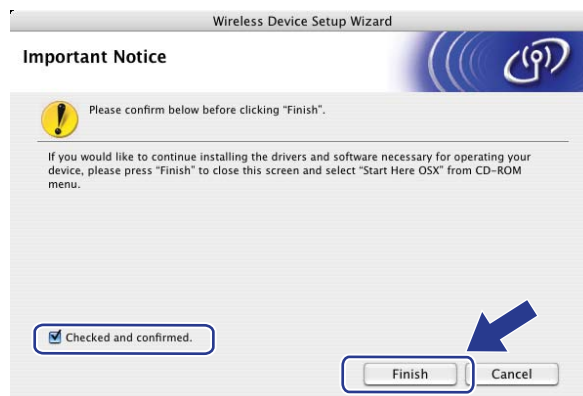 Wireless Device Setup Wizard
Important Notice
Please confirm below before clicking "Finish".
If you would like to continue installing the drivers and software necessary for operating your
device, please press "Finish" to close this screen and select "Start Here OSX" from CD-ROM
menu.
Checked and confirmed.
Finish
Cancel